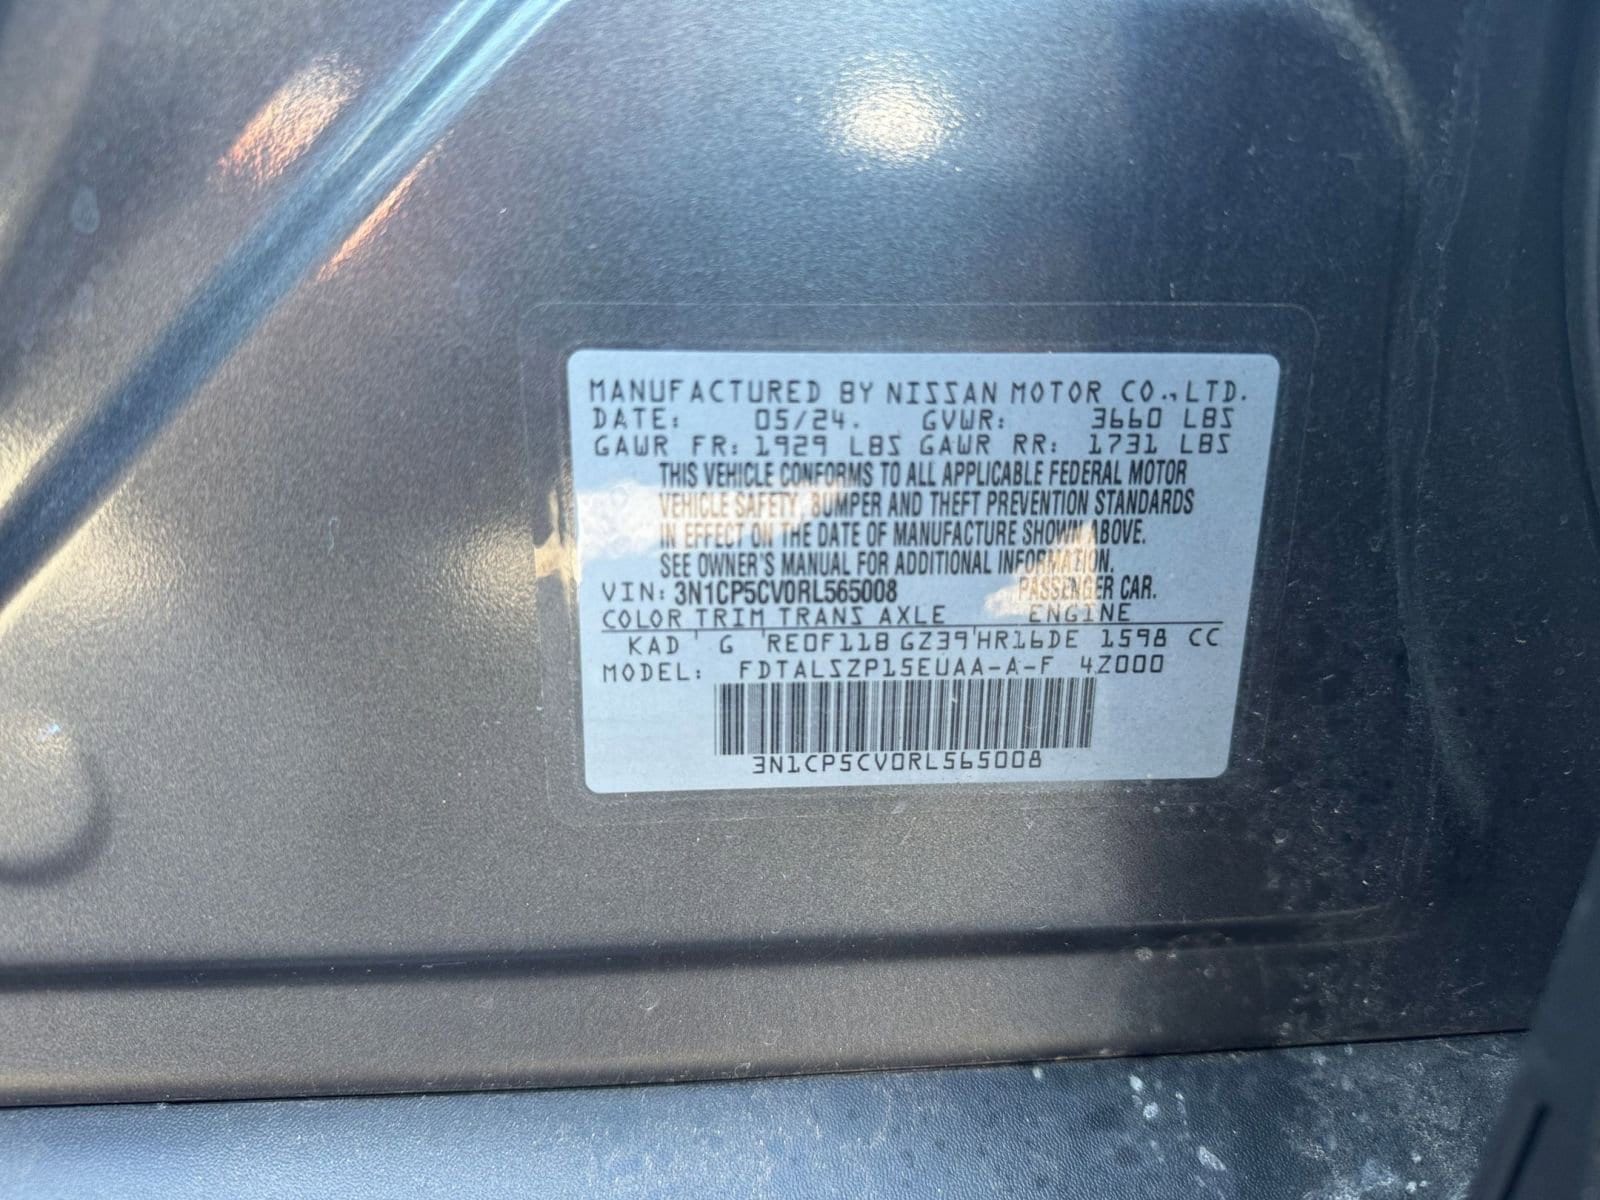 MANUFACTURED BY NISSAN MOTOR CO.,LTD.
DATE: 05/24. GVWR: 3660 LBS
GAWR FR: 1929 LBS GAWR RR: 1731 LBS
THIS VEHICLE CONFORMS TO ALL APPLICABLE FEDERAL MOTOR
VEHICLE SAFETY, BUMPER AND THEFT PREVENTION STANDARDS
IN EFFECT ON THE DATE OF MANUFACTURE SHOWN ABOVE.
SEE OWNER'S MANUAL FOR ADDITIONAL INFORMATION.
VIN: 3N1CP5CV0RL565008 PASSENGER CAR.
COLOR TRIM TRANS AXLE ENGINE
KAD ' G ' RE0F11B GZ39 ' HR16DE 1598 CC
MODEL: FDTALSZP15EUAA-A-F 4Z000
3N1CP5CV0RL565008